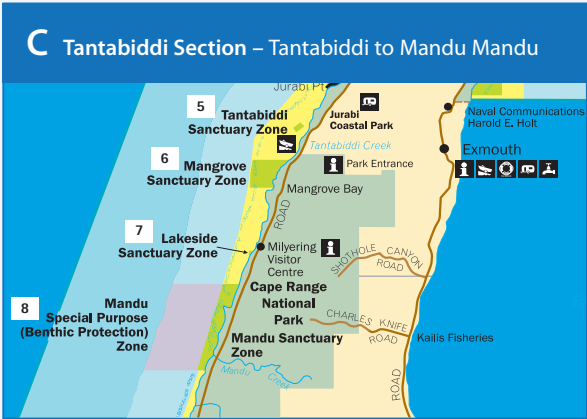 C Tantabiddi Section – Tantabiddi to Mandu Mandu
Jurabi Pt
5
Tantabiddi
Sanctuary Zone
Jurabi
Coastal Park
Naval Communications
Harold E. Holt
Tantabiddi Creek
Exmouth
6
Mangrove
Sanctuary Zone
Park Entrance
Mangrove Bay
ROAD
7
Lakeside
Sanctuary Zone
Milyering
Visitor
Centre
SHOTHOLE CANYON
ROAD
Cape Range
National
Park
8
Mandu
Special Purpose
(Benthic Protection)
Zone
CHARLES KNIFE
ROAD
Mandu Sanctuary
Zone
Kailis Fisheries
Mandu
Creek
ROAD